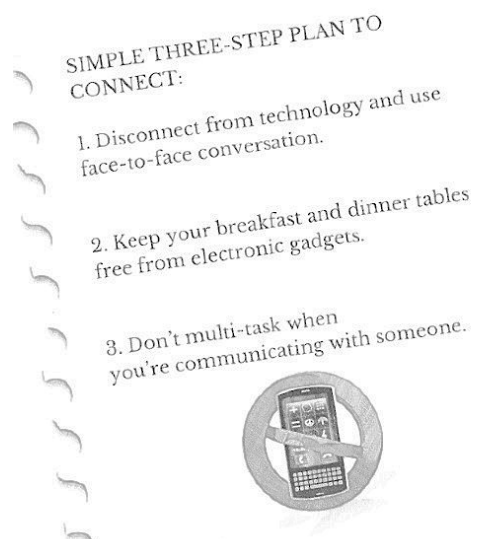 SIMPLE THREE-STEP PLAN TO
CONNECT:
1. Disconnect from technology and use
face-to-face conversation.
2. Keep your breakfast and dinner tables
free from electronic gadgets.
3. Don't multi-task when
you're communicating with someone.